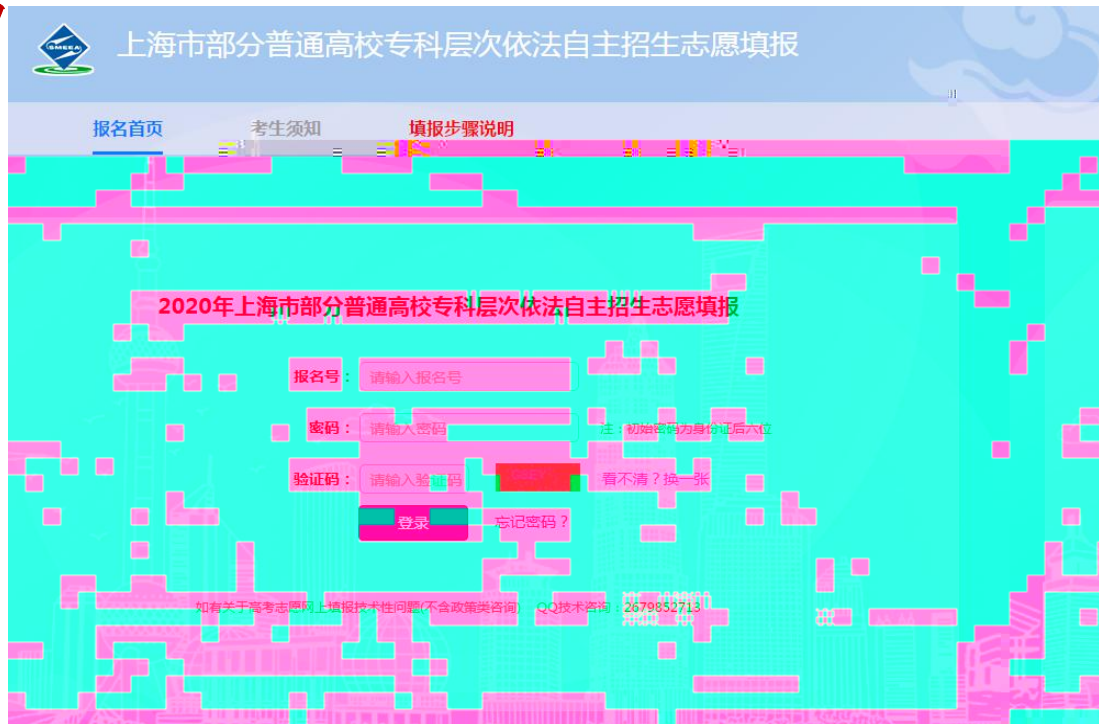 SMEEA
上海市部分普通高校专科层次依法自主招生志愿填报
报名首页 考生须知 填报步骤说明
2020年上海市部分普通高校专科层次依法自主招生志愿填报
报名号： 请输入报名号
密码： 请输入密码 注：初始密码为身份证后六位
验证码： 请输入验证码 看不清？换一张
登录 忘记密码？
如有关于高考志愿网上填报技术性问题(不含政策类咨询) QQ技术咨询：2679852713